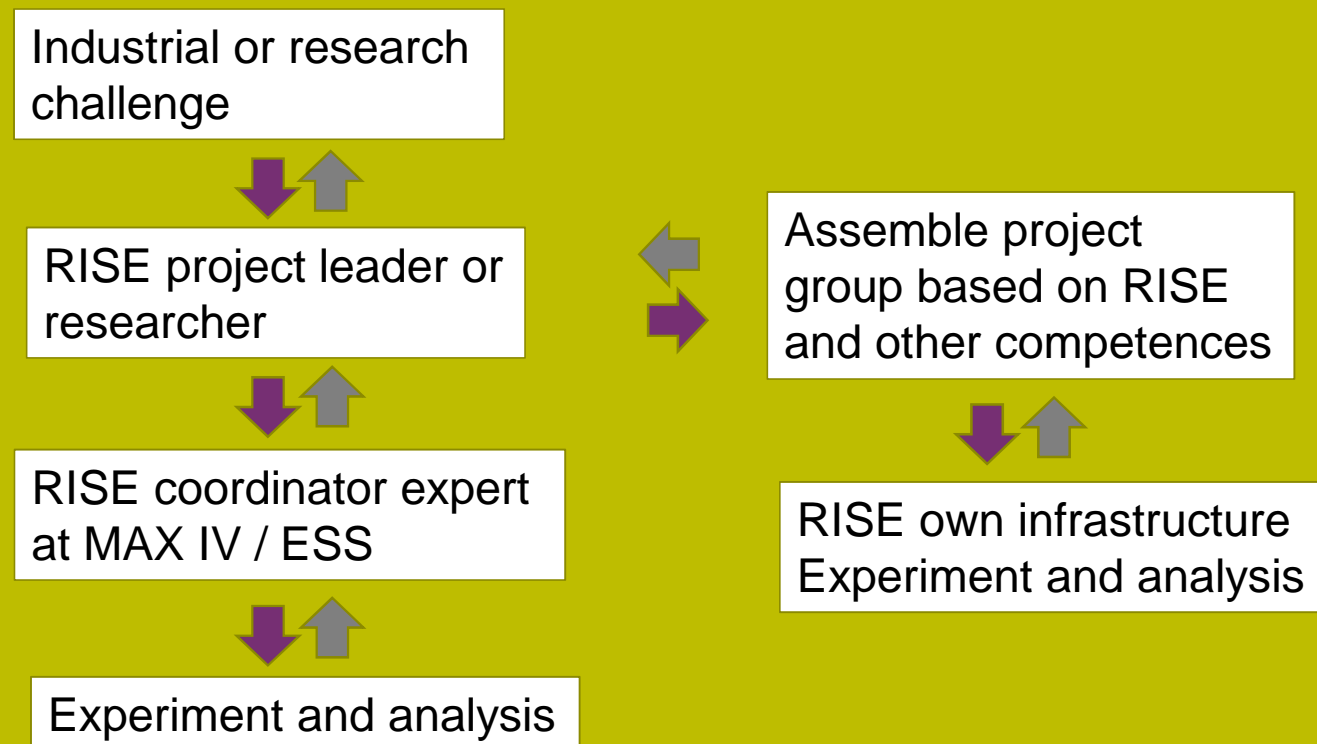 Industrial or research
challenge
RISE project leader or
researcher
Assemble project
group based on RISE
and other competences
RISE coordinator expert
at MAX IV / ESS
RISE own infrastructure
Experiment and analysis
Experiment and analysis